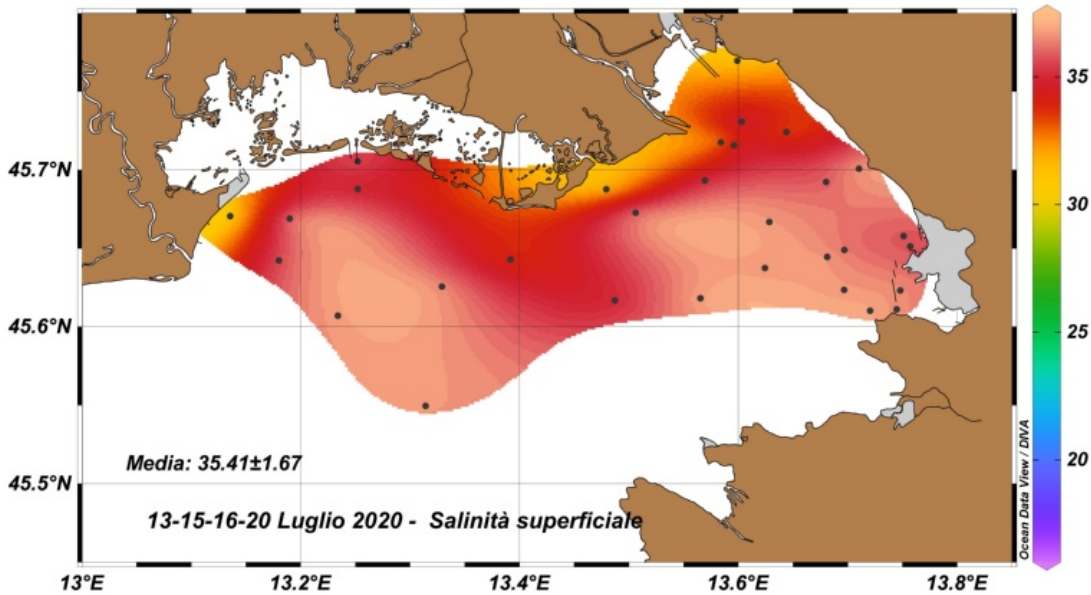 45.7°N
45.6°N
45.5°N
Media: 35.41±1.67
13-15-16-20 Luglio 2020 - Salinità superficiale
13°E
13.2°E
13.4°E
13.6°E
13.8°E
Ocean Data View / DIVA
35
30
25
20